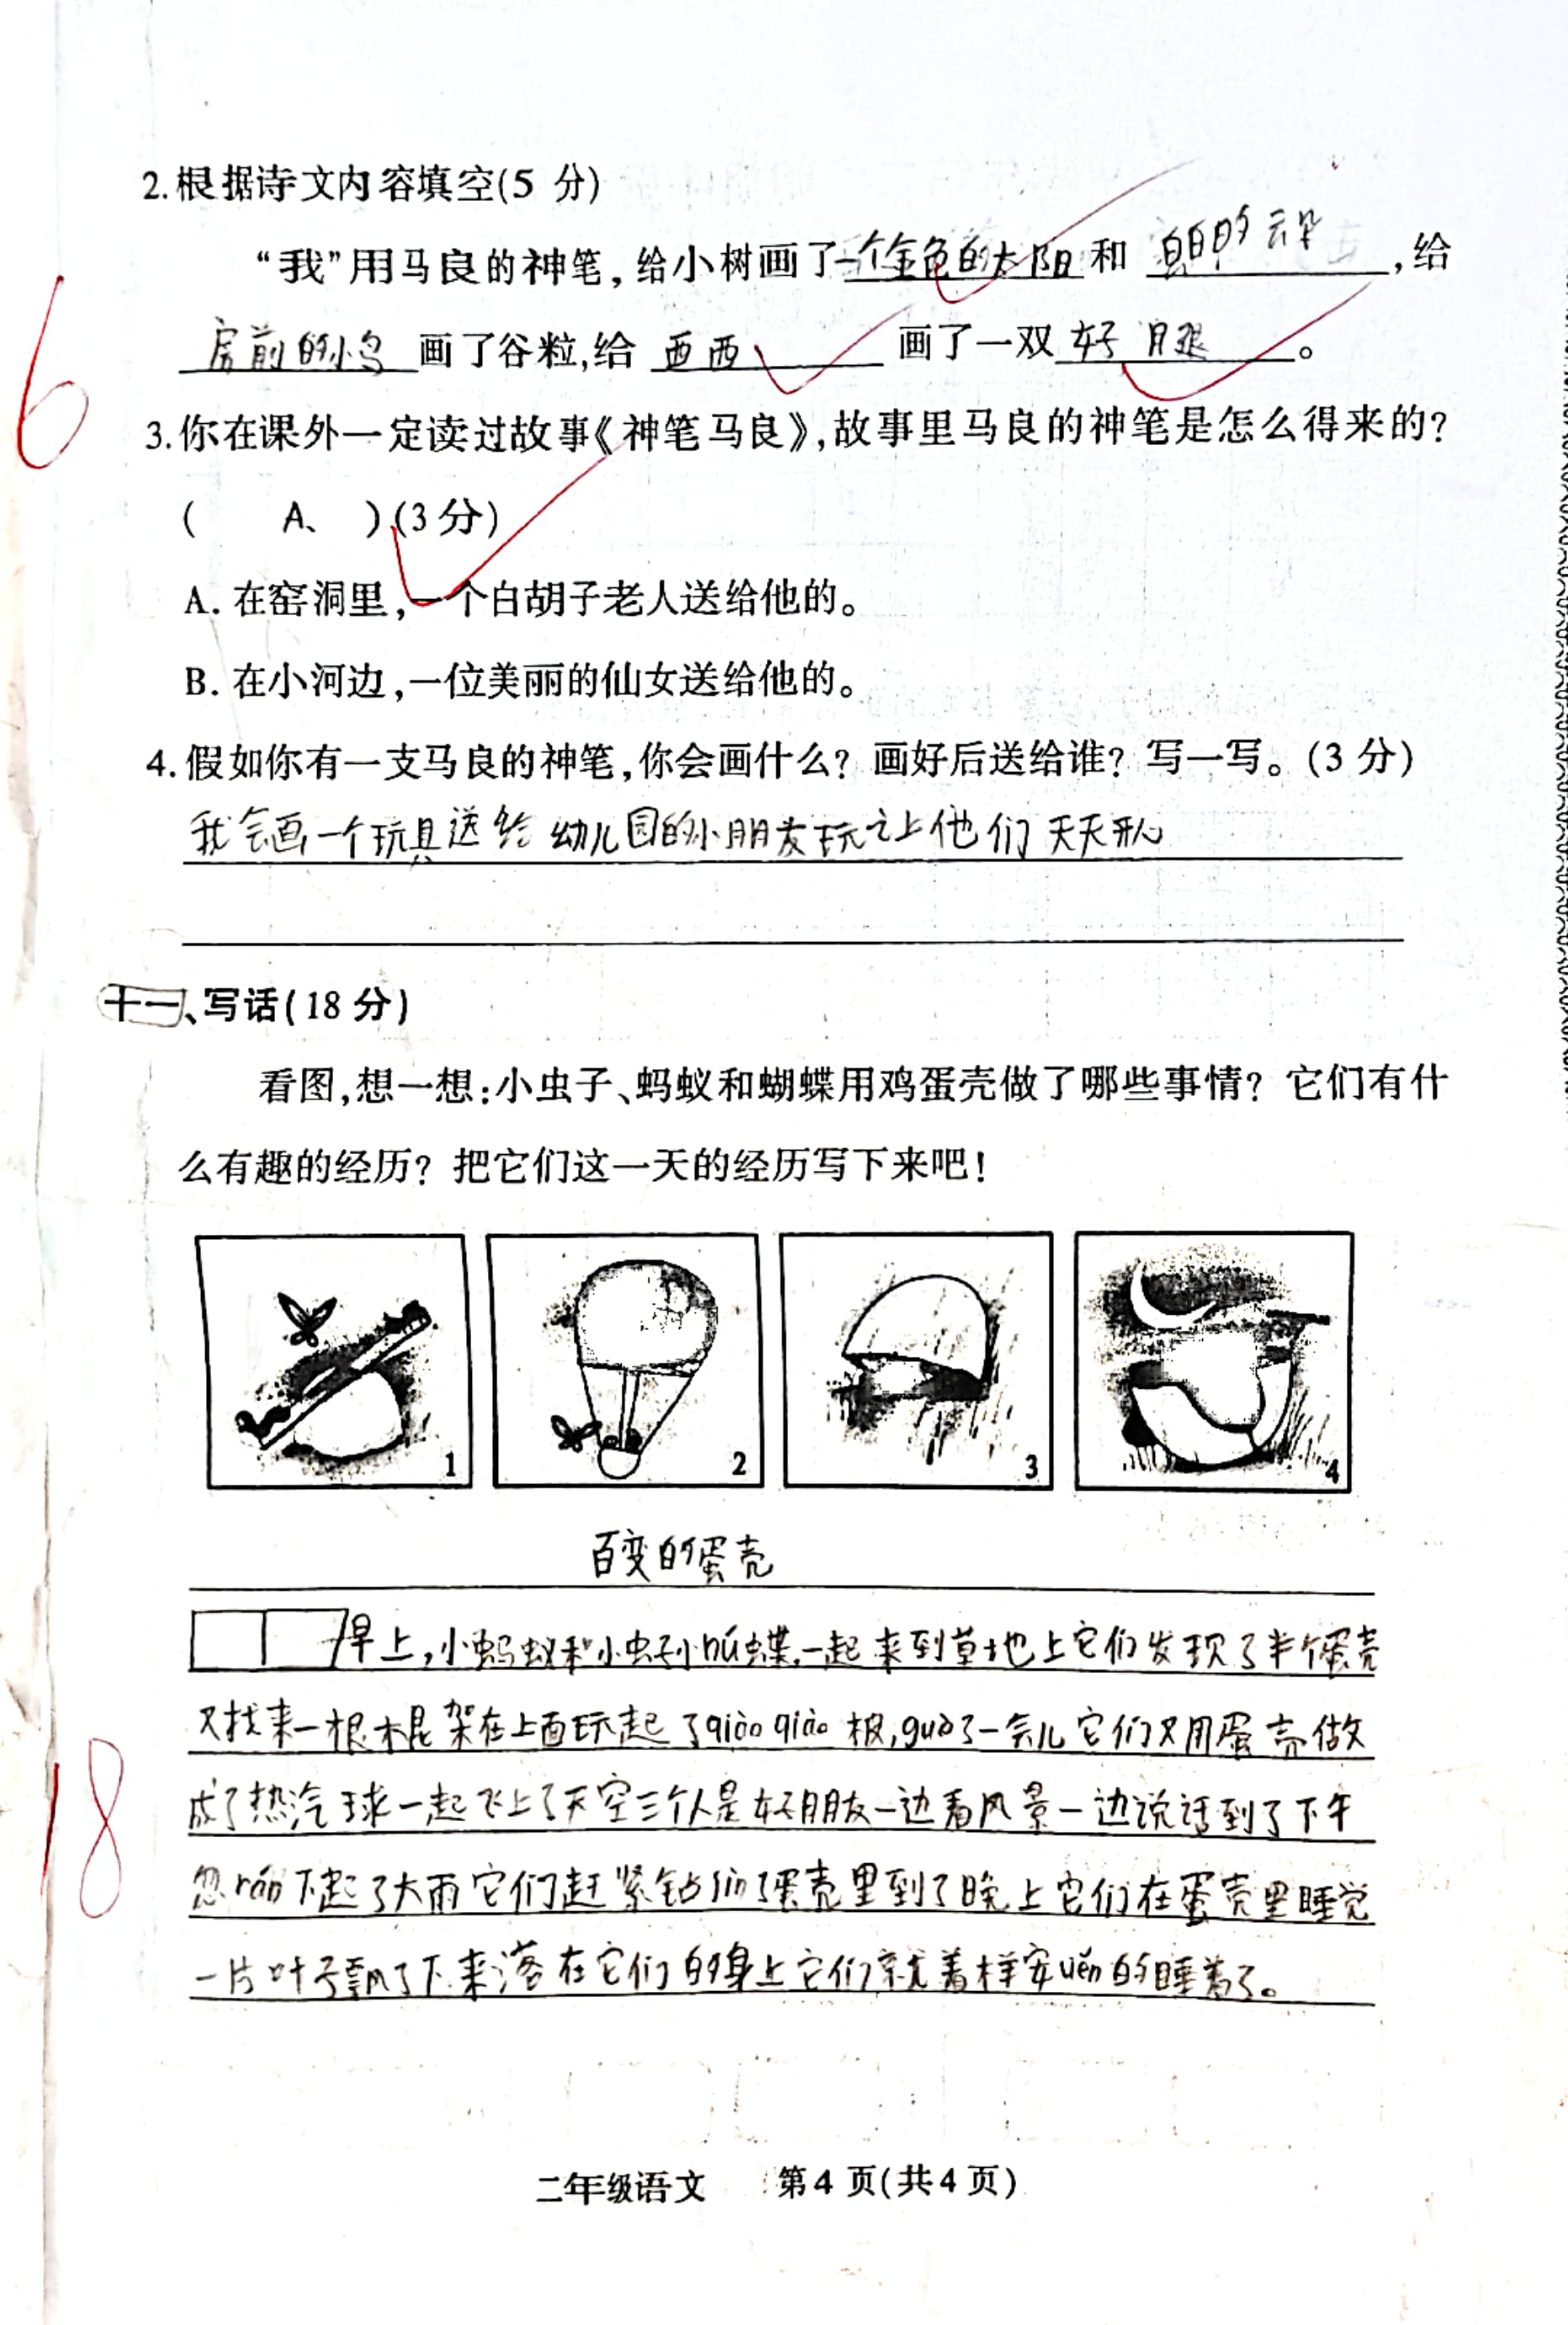 2.根据诗文内容填空(5 分)
“我”用马良的神笔,给小树画了一个金色的太阳和 白的云朵,给
房前的小鸟画了谷粒,给 西西 画了一双 好 腿。
6
3.你在课外一定读过故事《神笔马良》,故事里马良的神笔是怎么得来的?
( A、 )(3分)
A. 在窑洞里,一个白胡子老人送给他的。
B. 在小河边,一位美丽的仙女送给他的。
4.假如你有一支马良的神笔,你会画什么? 画好后送给谁? 写一写。(3 分)
我会画一个玩具送给幼儿园的小朋友玩让他们天天开心
十一、写话(18 分)
看图,想一想:小虫子、蚂蚁和蝴蝶用鸡蛋壳做了哪些事情? 它们有什
么有趣的经历? 把它们这一天的经历写下来吧!
1 2 3 4
百变的蛋壳
早上,小蚂蚁和小虫子小hú蝶,一起来到草地上它们发现了半个蛋壳
又找来一根木棍架在上面玩起了qiàoqiào板,guò了一会儿它们又用蛋壳做
成了热汽球一起飞上了天空三个人是好朋友一边看风景一边说话到了下午
忽rán下起了大雨它们赶紧钻jìn了蛋壳里到了晚上它们在蛋壳里睡觉
一片叶子飘了下来落在它们的身上它们就着样安wěn的睡着了。
18
二年级语文 第4 页(共4 页)